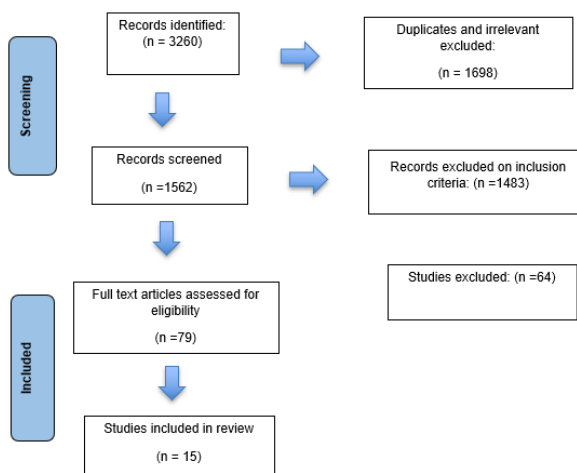 Screening
Records identified:
(n = 3260)
Duplicates and irrelevant
excluded:
(n = 1698)
Records screened
(n =1562)
Records excluded on inclusion
criteria: (n =1483)
Included
Full text articles assessed for
eligibility
(n =79)
Studies excluded: (n =64)
Studies included in review
(n = 15)